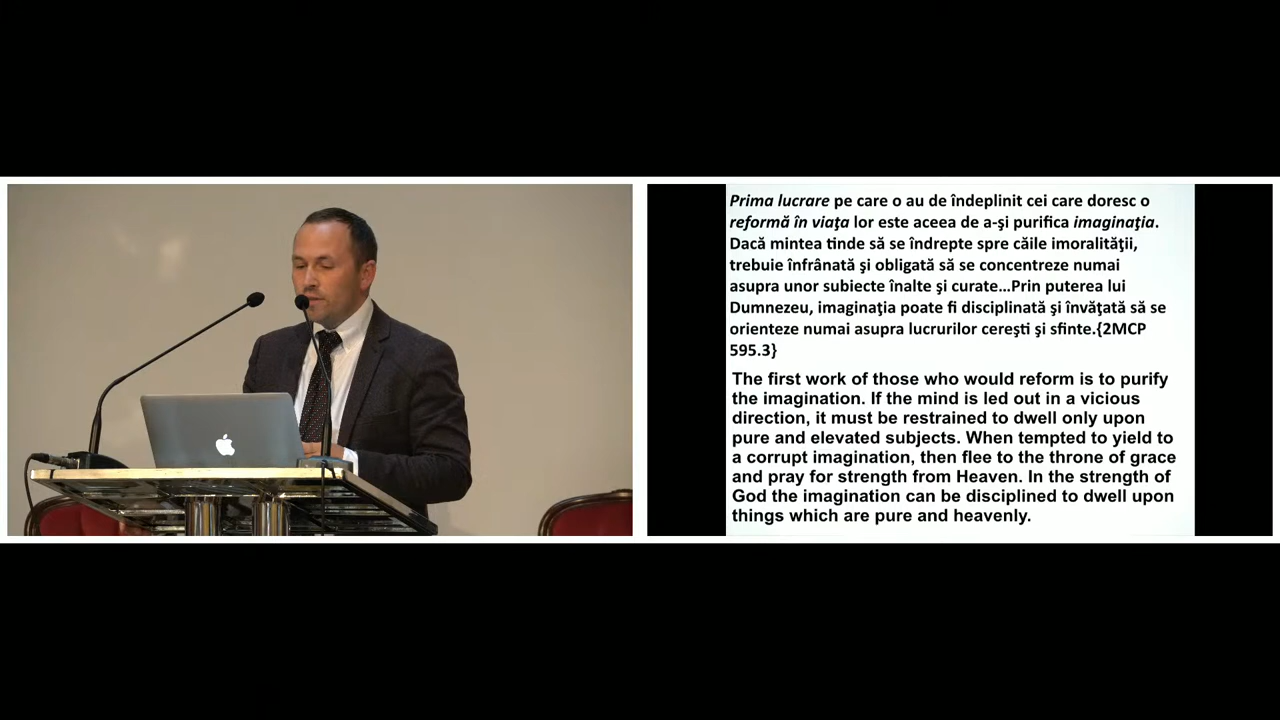 Prima lucrare pe care o au de îndeplinit cei care doresc o
reformă în viaţa lor este aceea de a-şi purifica imaginaţia.
Dacă mintea tinde să se îndrepte spre căile imoralităţii,
trebuie înfrânată şi obligată să se concentreze numai
asupra unor subiecte înalte şi curate...Prin puterea lui
Dumnezeu, imaginaţia poate fi disciplinată şi învăţată să se
orienteze numai asupra lucrurilor cereşti şi sfinte.{2MCP
595.3}
The first work of those who would reform is to purify
the imagination. If the mind is led out in a vicious
direction, it must be restrained to dwell only upon
pure and elevated subjects. When tempted to yield to
a corrupt imagination, then flee to the throne of grace
and pray for strength from Heaven. In the strength of
God the imagination can be disciplined to dwell upon
things which are pure and heavenly.